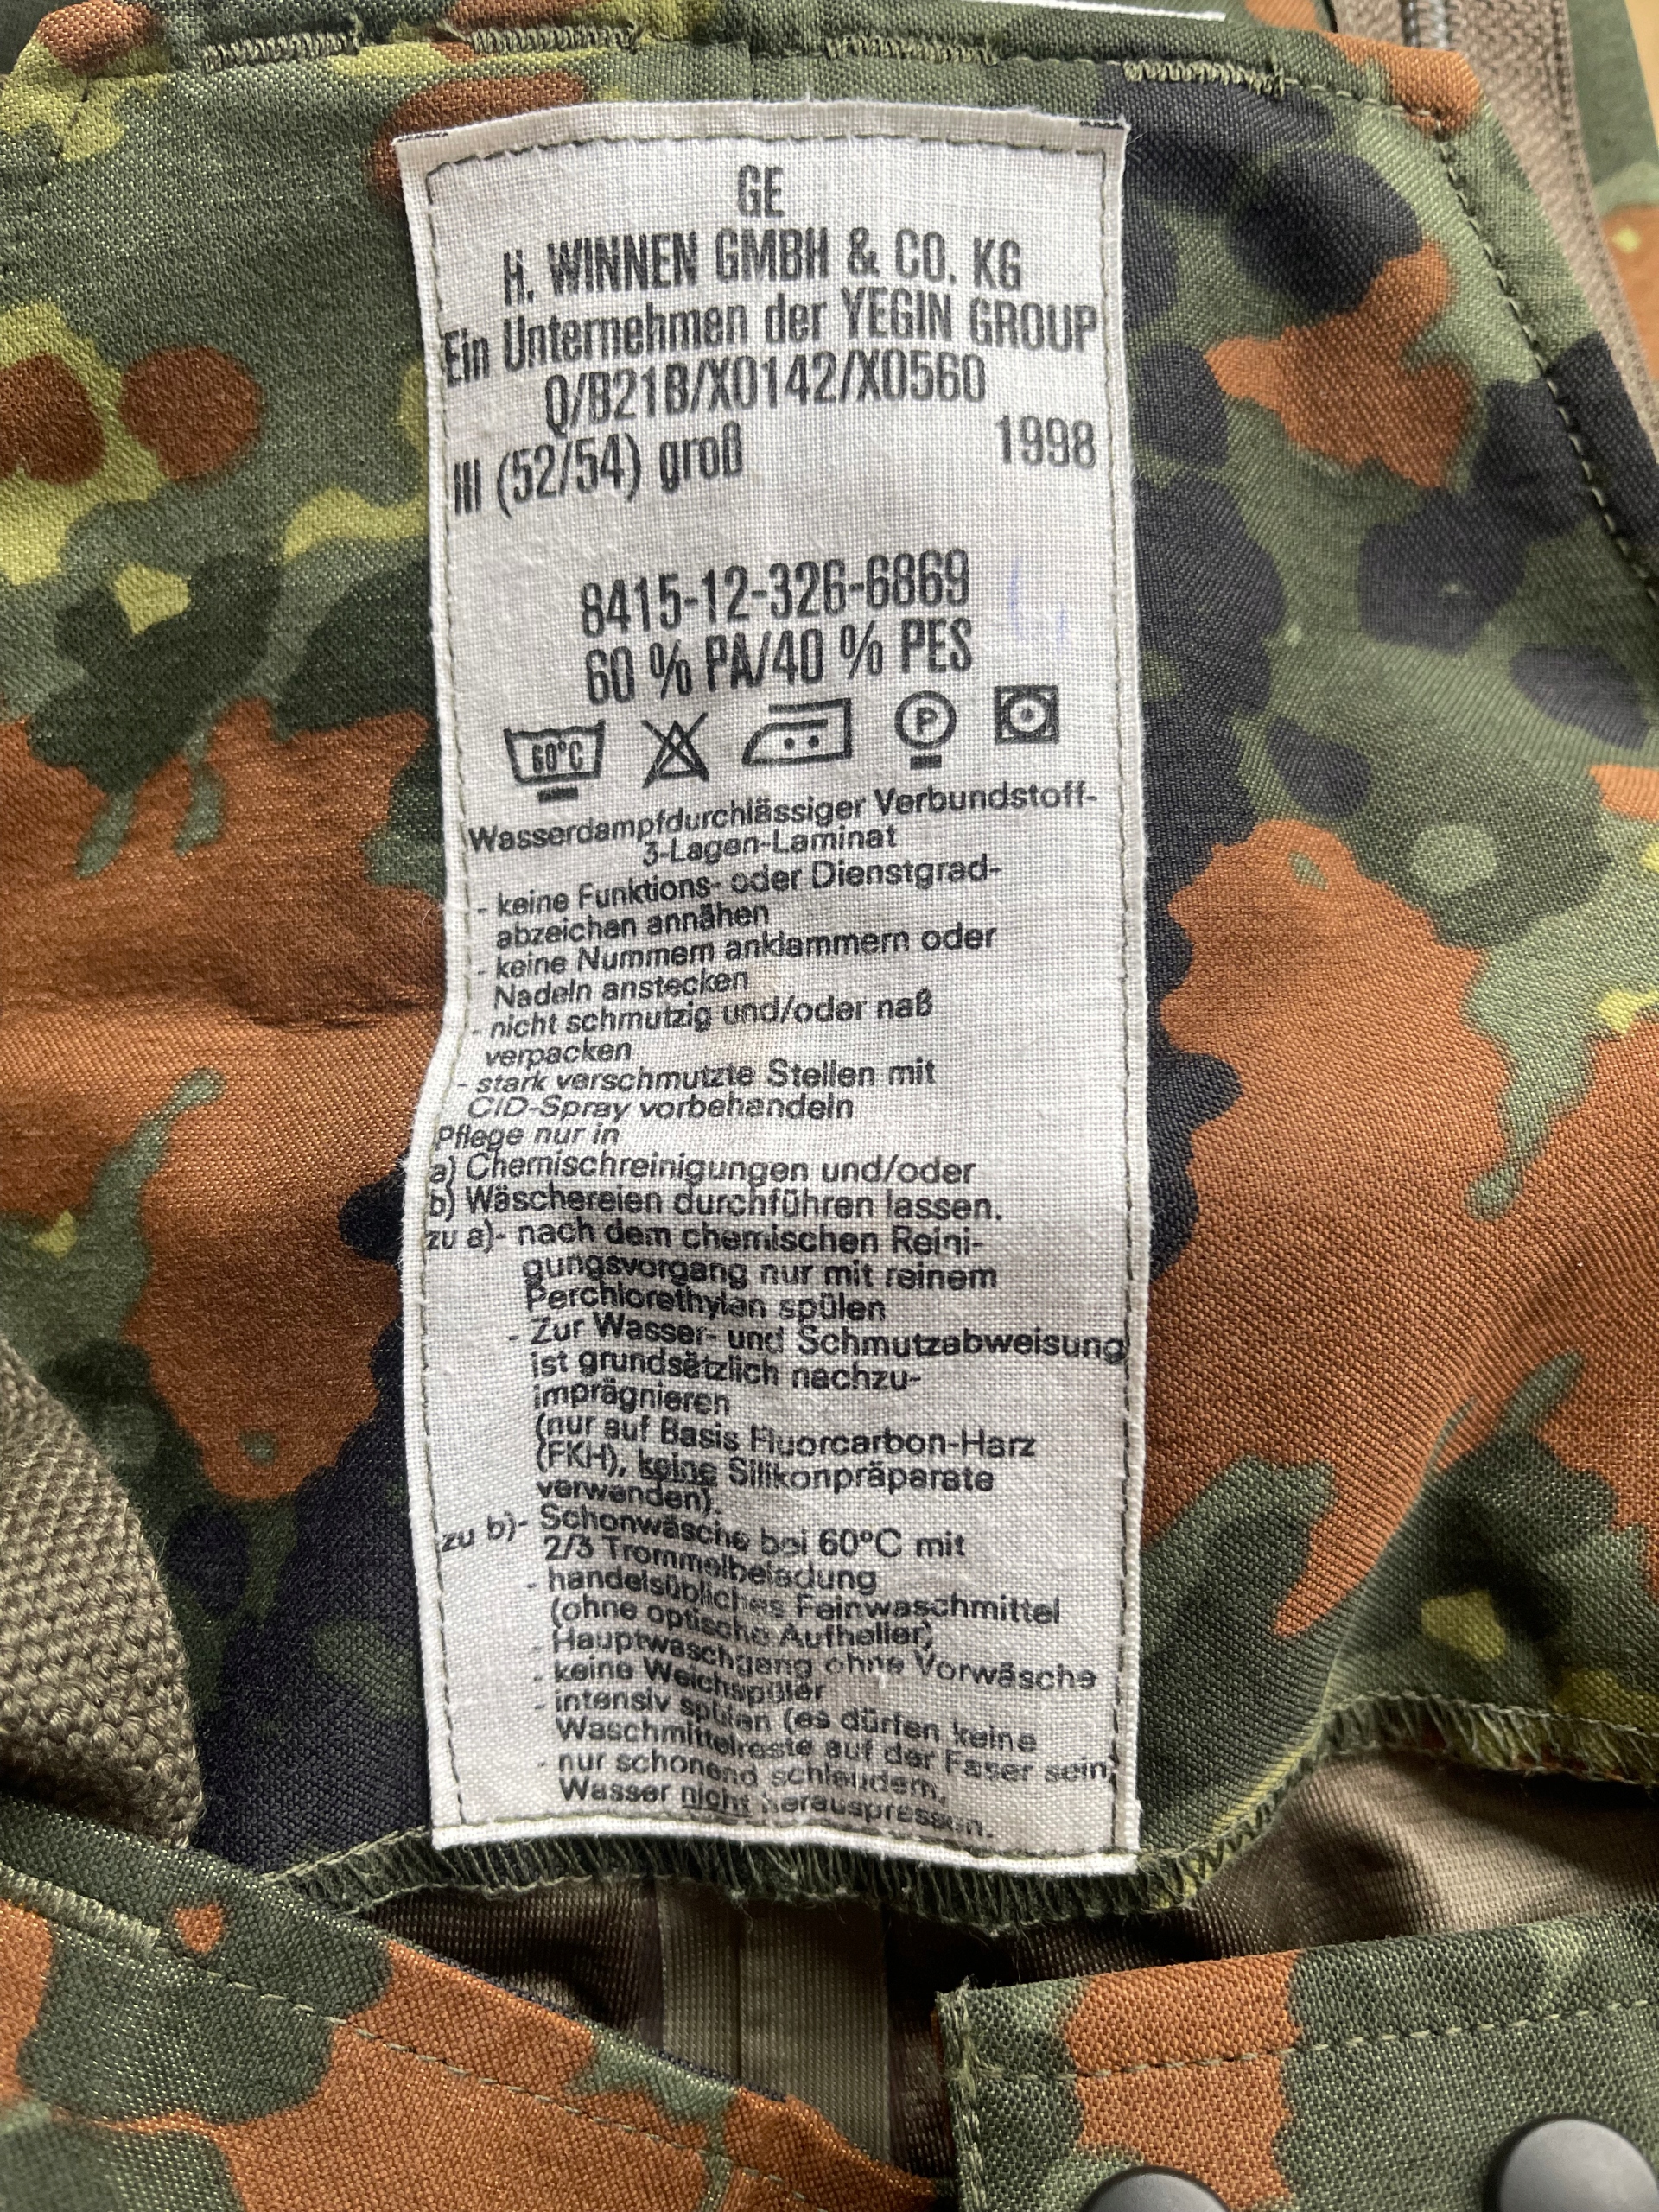 GE
H. WINNEN GMBH & CO. KG
Ein Unternehmen der YEGIN GROUP
Q/B21B/X0142/X0560
III (52/54) groß 1998
8415-12-326-6869
60 % PA/40 % PES
60°C P
Wasserdampfdurchlässiger Verbundstoff-
3-Lagen-Laminat
- keine Funktions- oder Dienstgrad-
abzeichen annähen
- keine Nummern anklammern oder
Nadeln anstecken
- nicht schmutzig und/oder naß
verpacken
- stark verschmutzte Stellen mit
CID-Spray vorbehandeln
Pflege nur in
a) Chemischreinigungen und/oder
b) Wäschereien durchführen lassen.
zu a)- nach dem chemischen Reini-
gungsvorgang nur mit reinem
Perchlorethylen spülen
- Zur Wasser- und Schmutzabweisung
ist grundsätzlich nachzu-
imprägnieren
(nur auf Basis Fluorcarbon-Harz
(FKH), keine Silikonpräparate
verwenden).
zu b)- Schonwäsche bei 60°C mit
2/3 Trommelbeladung
- handelsübliches Feinwaschmittel
(ohne optische Aufheller),
- Hauptwaschgang ohne Vorwäsche
- keine Weichspüler
- intensiv spülen (es dürfen keine
Waschmittelreste auf der Faser sein)
- nur schonend schleudern,
Wasser nicht herauspressen.